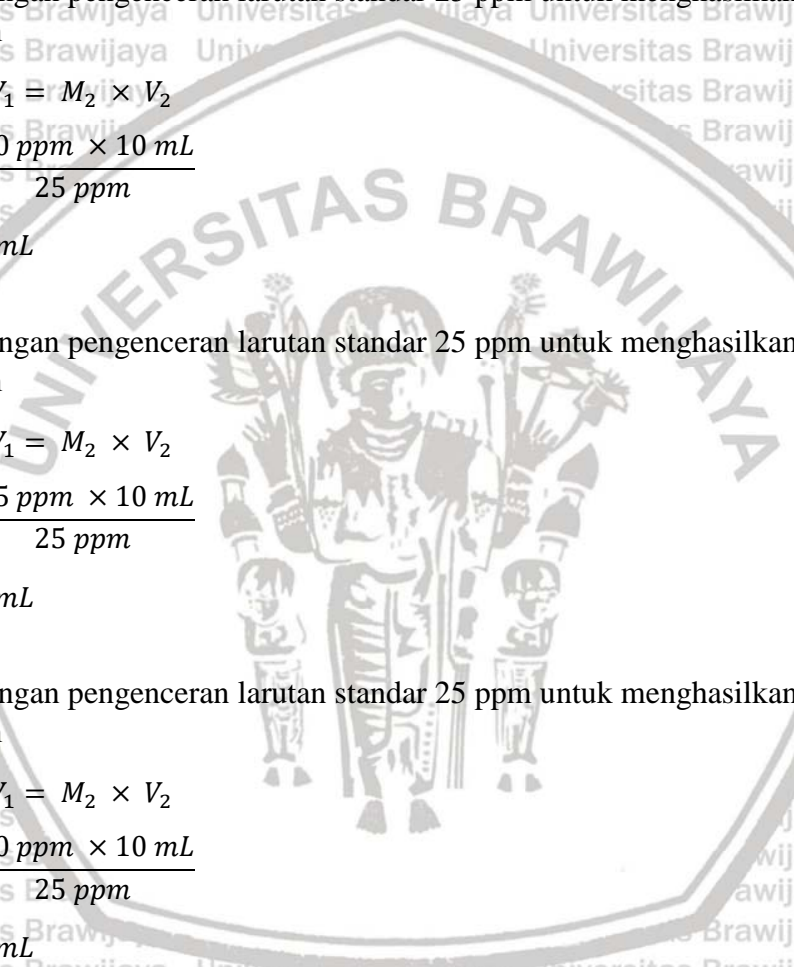 ngan pengenceran larutan standar 25 ppm untuk menghasilkan
V₁ = M₂ × V₂
0 ppm × 10 mL
25 ppm
mL
UNIVERSITAS BRAWIJAYA
ngan pengenceran larutan standar 25 ppm untuk menghasilkan
V₁ = M₂ × V₂
5 ppm × 10 mL
25 ppm
mL
ngan pengenceran larutan standar 25 ppm untuk menghasilkan
V₁ = M₂ × V₂
0 ppm × 10 mL
25 ppm
mL